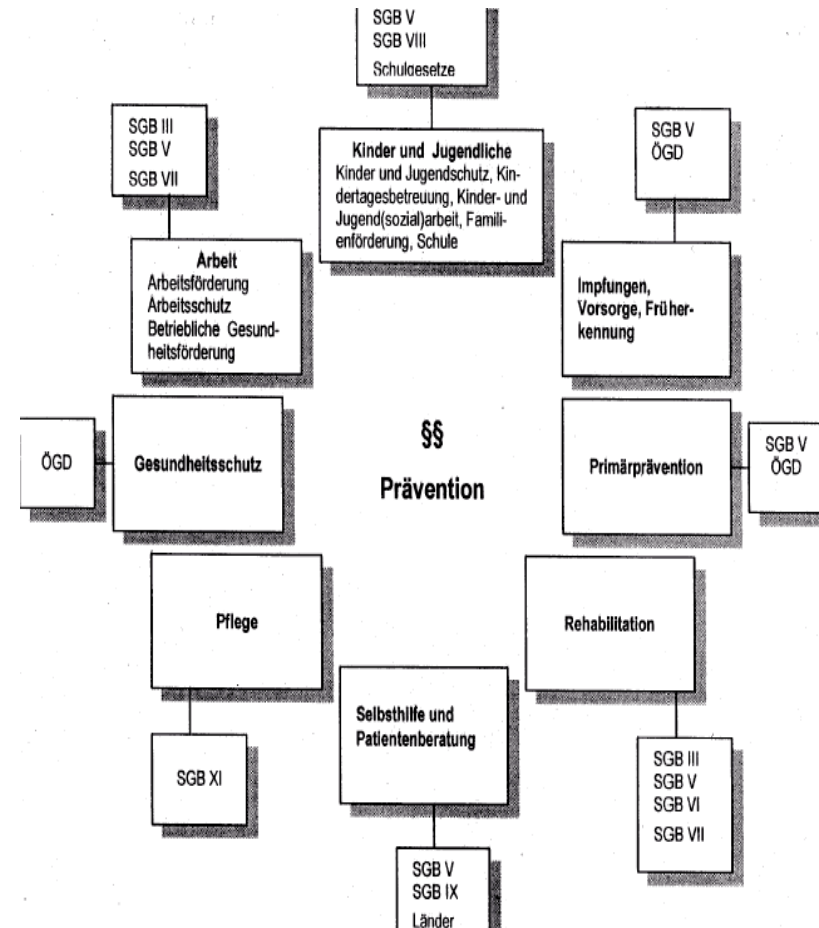 SGB V
SGB VIII
Schulgesetze
SGB III
SGB V
SGB VII
Kinder und Jugendliche
Kinder und Jugendschutz, Kin-
dertagesbetreuung, Kinder- und
Jugend(sozial)arbeit, Famili-
enförderung, Schule
SGB V
ÖGD
Arbeit
Arbeitsförderung
Arbeitsschutz
Betriebliche Gesund-
heitsförderung
Impfungen,
Vorsorge, Früher-
kennung
ÖGD
Gesundheitsschutz
§§
Prävention
Primärprävention
SGB V
ÖGD
Pflege
Rehabilitation
Selbsthilfe und
Patientenberatung
SGB XI
SGB III
SGB V
SGB VI
SGB VII
SGB V
SGB IX
Länder